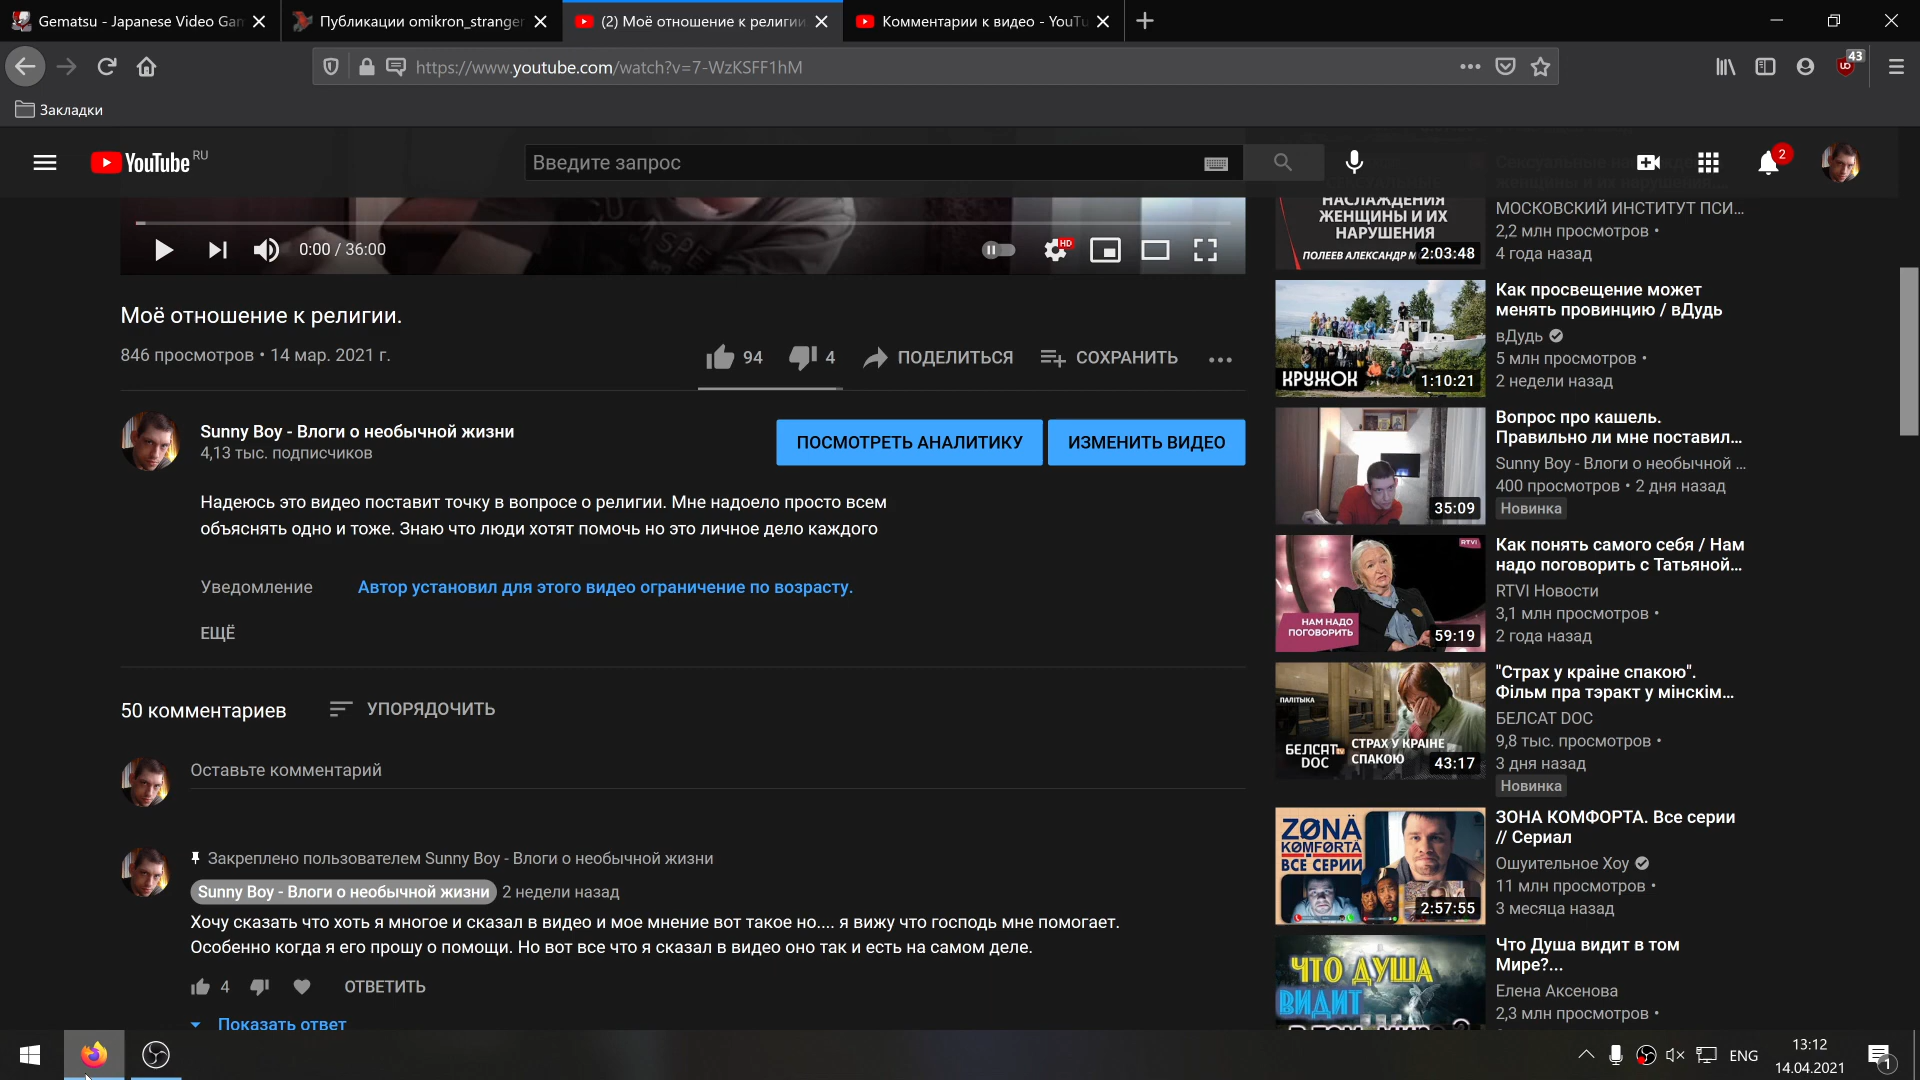 Gematsu - Japanese Video Gam
Публикации omikron_stranger
(2) Моё отношение к религии
Комментарии к видео - YouTu
https://www.youtube.com/watch?v=7-WzKSFF1hM
43
Закладки
YouTube RU
Введите запрос
2
0:00 / 36:00
HD
Моё отношение к религии.
846 просмотров • 14 мар. 2021 г.
94
4
ПОДЕЛИТЬСЯ
СОХРАНИТЬ
Sunny Boy - Влоги о необычной жизни
4,13 тыс. подписчиков
ПОСМОТРЕТЬ АНАЛИТИКУ
ИЗМЕНИТЬ ВИДЕО
Надеюсь это видео поставит точку в вопросе о религии. Мне надоело просто всем
объяснять одно и тоже. Знаю что люди хотят помочь но это личное дело каждого
Уведомление
Автор установил для этого видео ограничение по возрасту.
ЕЩЁ
50 комментариев
УПОРЯДОЧИТЬ
Оставьте комментарий
Закреплено пользователем Sunny Boy - Влоги о необычной жизни
Sunny Boy - Влоги о необычной жизни 2 недели назад
Хочу сказать что хоть я многое и сказал в видео и мое мнение вот такое но.... я вижу что господь мне помогает.
Особенно когда я его прошу о помощи. Но вот все что я сказал в видео оно так и есть на самом деле.
4
ОТВЕТИТЬ
Показать ответ
НАСЛАЖДЕНИЯ
ЖЕНЩИНЫ И ИХ
НАРУШЕНИЯ
ПОЛЕЕВ АЛЕКСАНДР М
2:03:48
МОСКОВСКИЙ ИНСТИТУТ ПСИ...
2,2 млн просмотров •
4 года назад
КРУЖОК
1:10:21
Как просвещение может
менять провинцию / вДудь
вДудь
5 млн просмотров •
2 недели назад
35:09
Вопрос про кашель.
Правильно ли мне поставил...
Sunny Boy - Влоги о необычной ...
400 просмотров • 2 дня назад
Новинка
RTVI
НАМ НАДО
ПОГОВОРИТЬ
59:19
Как понять самого себя / Нам
надо поговорить с Татьяной...
RTVI Новости
3,1 млн просмотров •
2 года назад
ПАЛІТЫКА
БЕЛСАТ TV
DOC
СТРАХ У КРАІНЕ
СПАКОЮ
43:17
"Страх у краіне спакою".
Фільм пра тэракт у мінскім...
БЕЛСАТ DOC
9,8 тыс. просмотров •
3 дня назад
Новинка
ZØNÄ
KØMFØRTÄ
ВСЕ СЕРИИ
2:57:55
ЗОНА КОМФОРТА. Все серии
// Сериал
Ошуительное Хоу
11 млн просмотров •
3 месяца назад
ЧТО ДУША
ВИДИТ
Что Душа видит в том
Мире?...
Елена Аксенова
2,3 млн просмотров •
ENG
13:12
14.04.2021
1